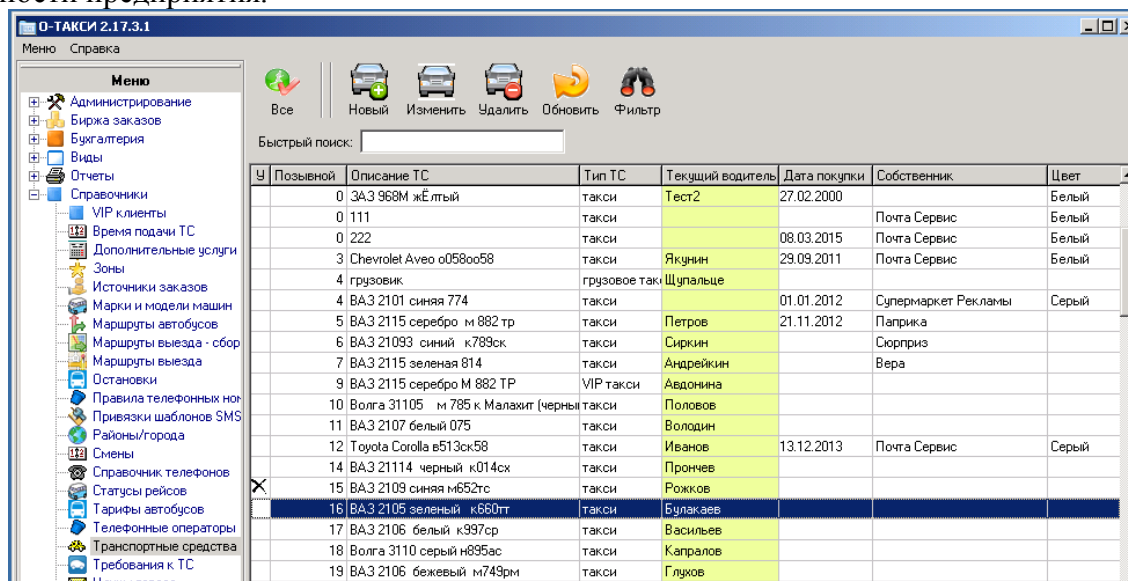 ности предприятия.
О-ТАКСИ 2.17.3.1
Меню Справка
Меню
Администрирование
Биржа заказов
Бухгалтерия
Виды
Отчеты
Справочники
VIP клиенты
Время подачи ТС
Дополнительные услуги
Зоны
Источники заказов
Марки и модели машин
Маршруты автобусов
Маршруты выезда - сбор
Маршруты выезда
Остановки
Правила телефонных ном
Привязки шаблонов SMS
Районы/города
Смены
Справочник телефонов
Статусы рейсов
Тарифы автобусов
Телефонные операторы
Транспортные средства
Требования к ТС
Все Новый Изменить Удалить Обновить Фильтр
Быстрый поиск:
У Позывной Описание ТС Тип ТС Текущий водитель Дата покупки Собственник Цвет
0 ЗАЗ 968М жЁлтый такси Тест2 27.02.2000 Белый
0 111 такси Почта Сервис Белый
0 222 такси 08.03.2015 Почта Сервис Белый
3 Chevrolet Aveo о058оо58 такси Якунин 29.09.2011 Почта Сервис Белый
4 грузовик грузовое так Щупальце
4 ВАЗ 2101 синяя 774 такси 01.01.2012 Супермаркет Рекламы Серый
5 ВАЗ 2115 серебро м 882 тр такси Петров 21.11.2012 Паприка
6 ВАЗ 21093 синий к789ск такси Сиркин Сюрприз
7 ВАЗ 2115 зеленая 814 такси Андрейкин Вера
9 ВАЗ 2115 серебро М 882 ТР VIP такси Авдонина
10 Волга 31105 м 785 к Малахит (черны такси Половов
11 ВАЗ 2107 белый 075 такси Володин
12 Toyota Corolla в513ск58 такси Иванов 13.12.2013 Почта Сервис Серый
14 ВАЗ 21114 черный к014сх такси Прончев
15 ВАЗ 2109 синяя м652тс такси Рожков
16 ВАЗ 2105 зеленый к660тт такси Булакаев
17 ВАЗ 2106 белый к997ср такси Васильев
18 Волга 3110 серый н895ас такси Капралов
19 ВАЗ 2106 бежевый м749рм такси Глухов